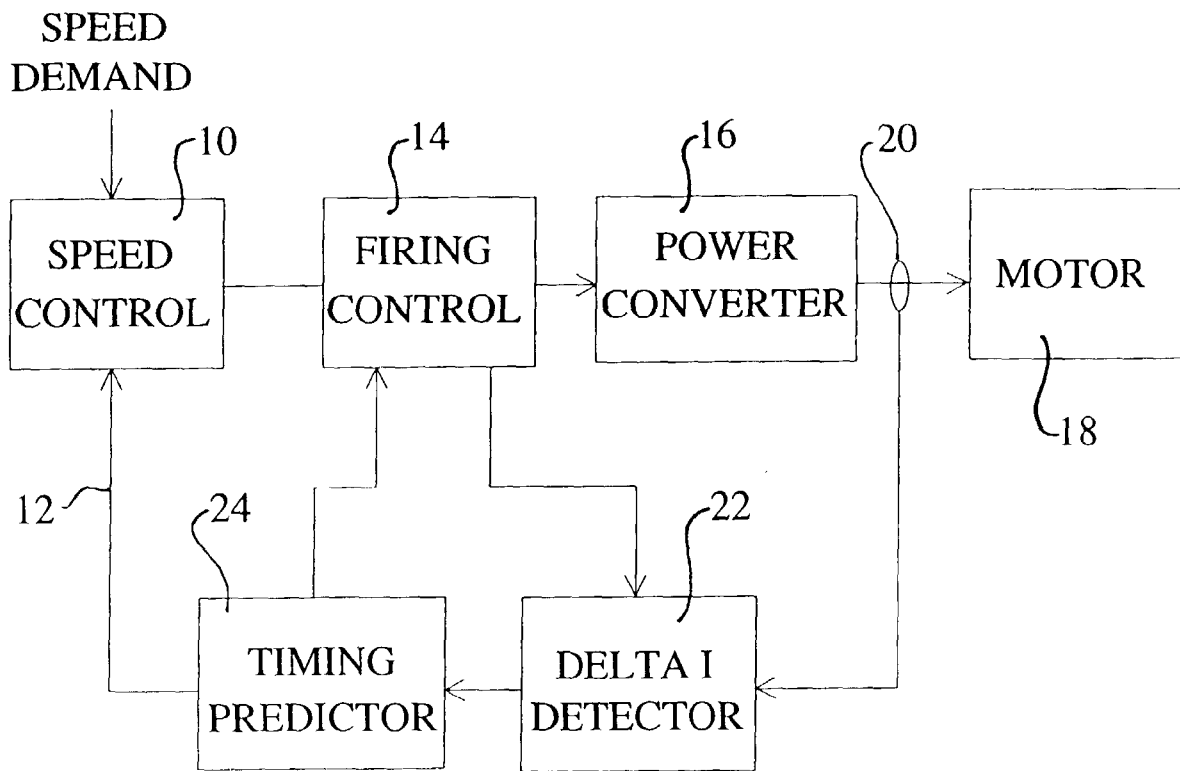 SPEED
DEMAND
10
14
16
20
SPEED
CONTROL
FIRING
CONTROL
POWER
CONVERTER
MOTOR
18
12
24
22
TIMING
PREDICTOR
DELTA I
DETECTOR